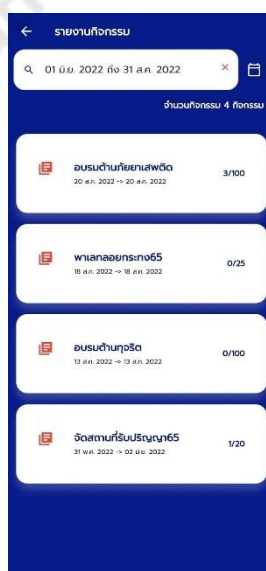 รายงานกิจกรรม
01 มิ.ย. 2022 ถึง 31 ส.ค. 2022
จำนวนกิจกรรม 4 กิจกรรม
อบรมต้านภัยยาเสพติด
20 ส.ค. 2022 -> 20 ส.ค. 2022
3/100
พาเลทลอยกระทง65
18 ส.ค. 2022 -> 18 ส.ค. 2022
0/25
อบรมต้านทุจริต
13 ส.ค. 2022 -> 13 ส.ค. 2022
0/100
จัดสถานที่รับปริญญา65
31 พ.ค. 2022 -> 02 มิ.ย. 2022
1/20